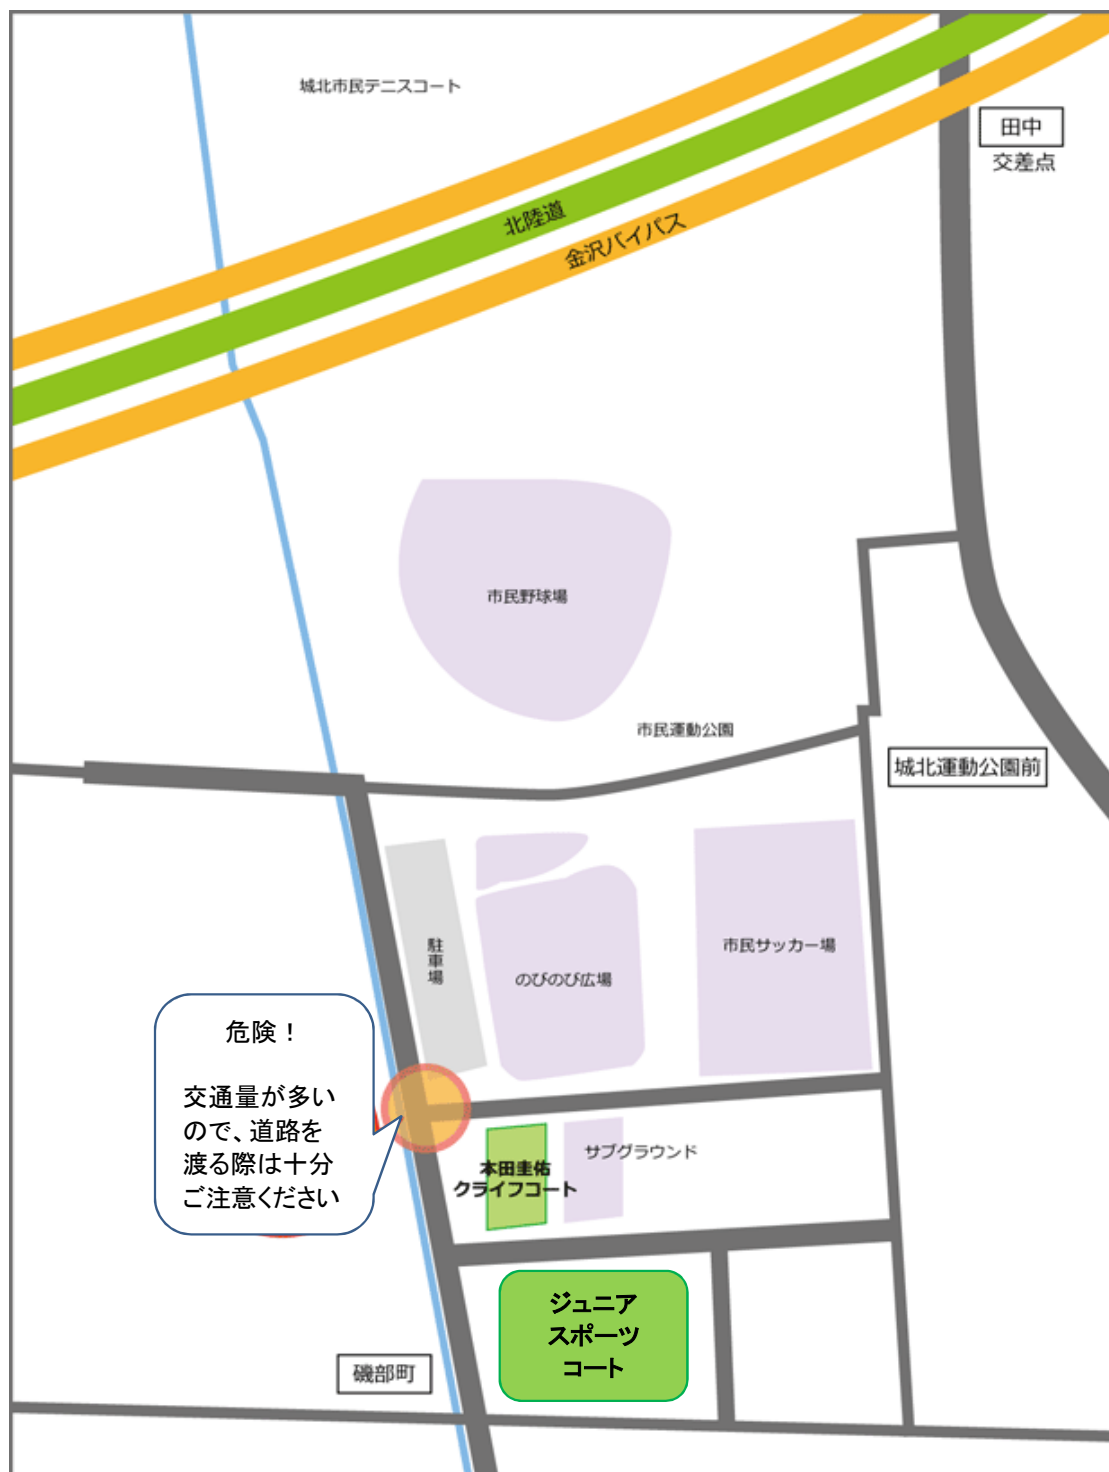 城北市民テニスコート
田中
交差点
北陸道
金沢バイパス
市民野球場
市民運動公園
城北運動公園前
駐車場
のびのび広場
市民サッカー場
危険！
交通量が多い
ので、道路を
渡る際は十分
ご注意ください
本田圭佑
クライフコート
サブグラウンド
ジュニア
スポーツ
コート
磯部町